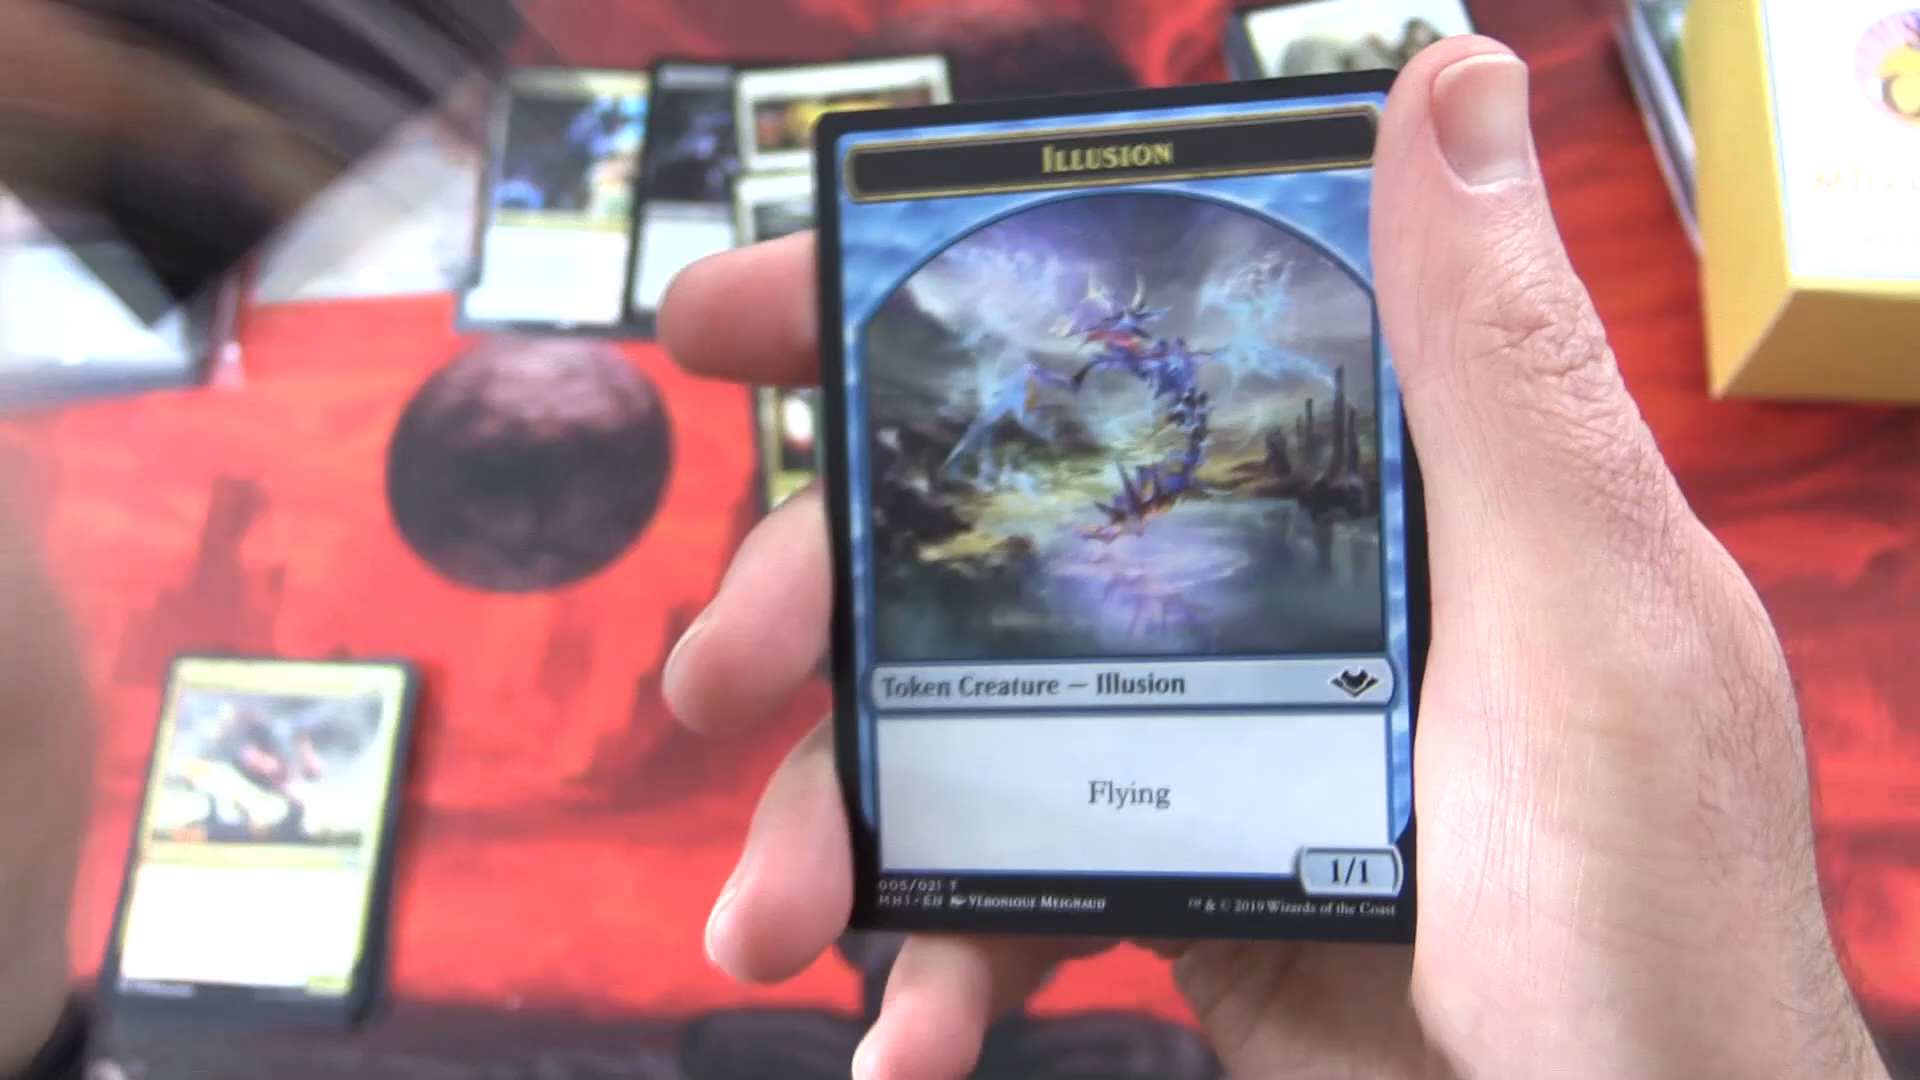 Illusion
Token Creature — Illusion
Flying
1/1
005/021 T
MH1 • EN Véronique Meignaud
™ & © 2019 Wizards of the Coast